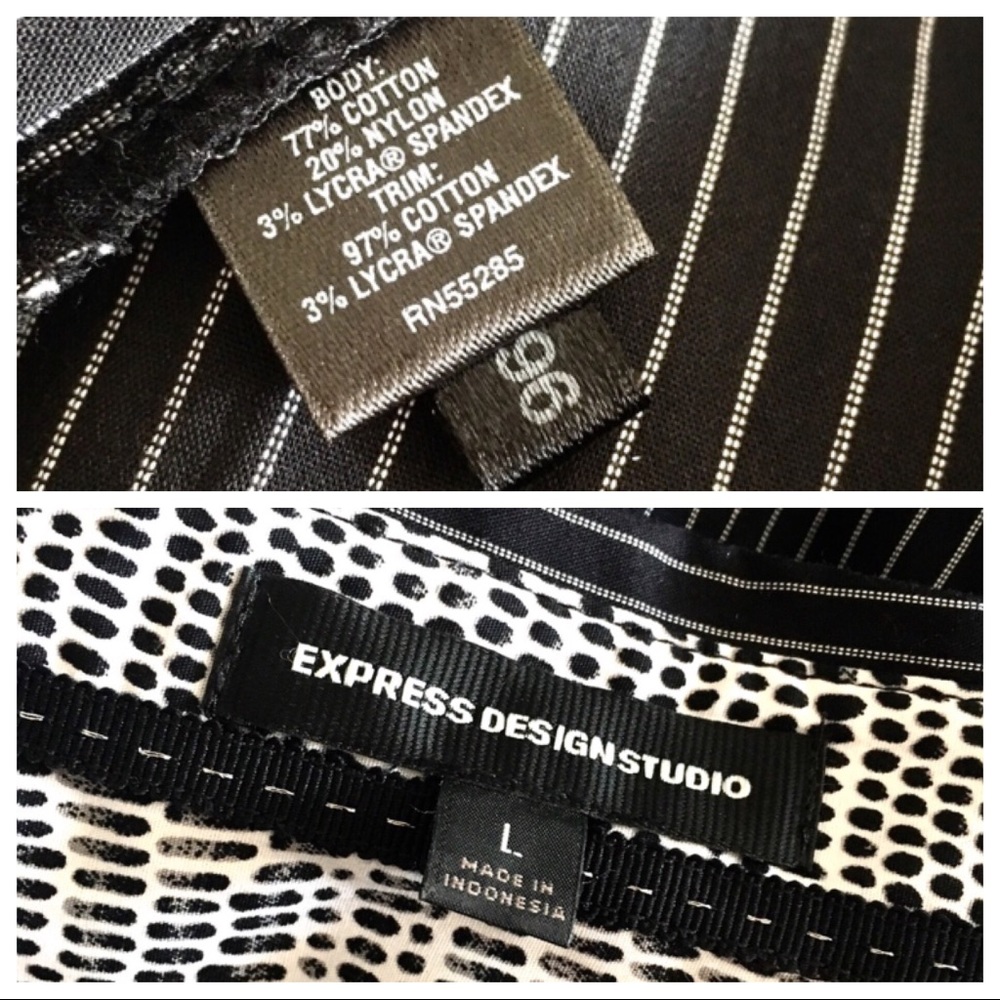 BODY:
77% COTTON
20% NYLON
3% LYCRA® SPANDEX
TRIM:
97% COTTON
3% LYCRA® SPANDEX
RN55285
99
EXPRESS DESIGN STUDIO
L
MADE IN
INDONESIA